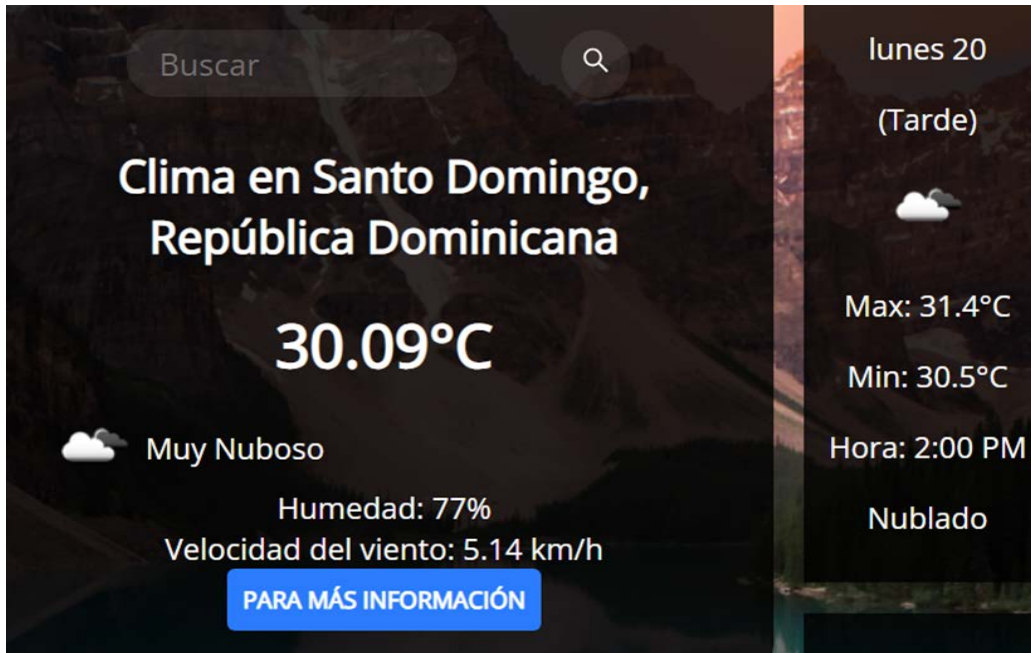 Buscar
Clima en Santo Domingo,
República Dominicana
30.09°C
Muy Nuboso
Humedad: 77%
Velocidad del viento: 5.14 km/h
PARA MÁS INFORMACIÓN
lunes 20
(Tarde)
Max: 31.4°C
Min: 30.5°C
Hora: 2:00 PM
Nublado